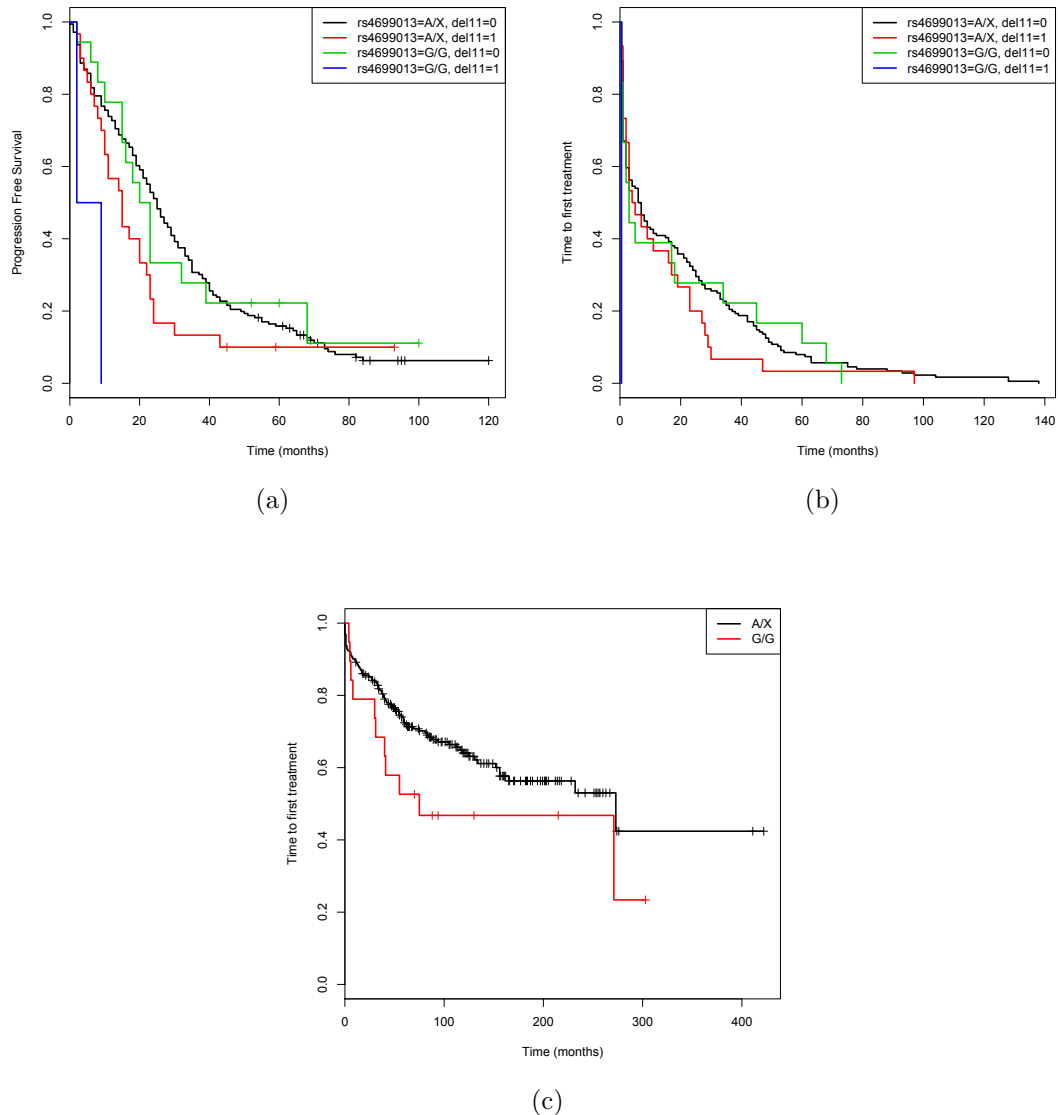 rs4699013=A/X, del11=0
rs4699013=A/X, del11=1
rs4699013=G/G, del11=0
rs4699013=G/G, del11=1
Progression Free Survival
1.0
0.8
0.6
0.4
0.2
0.0
0 20 40 60 80 100 120
Time (months)
(a)
rs4699013=A/X, del11=0
rs4699013=A/X, del11=1
rs4699013=G/G, del11=0
rs4699013=G/G, del11=1
Time to first treatment
1.0
0.8
0.6
0.4
0.2
0.0
0 20 40 60 80 100 120 140
Time (months)
(b)
A/X
G/G
Time to first treatment
1.0
0.8
0.6
0.4
0.2
0.0
0 100 200 300 400
Time (months)
(c)